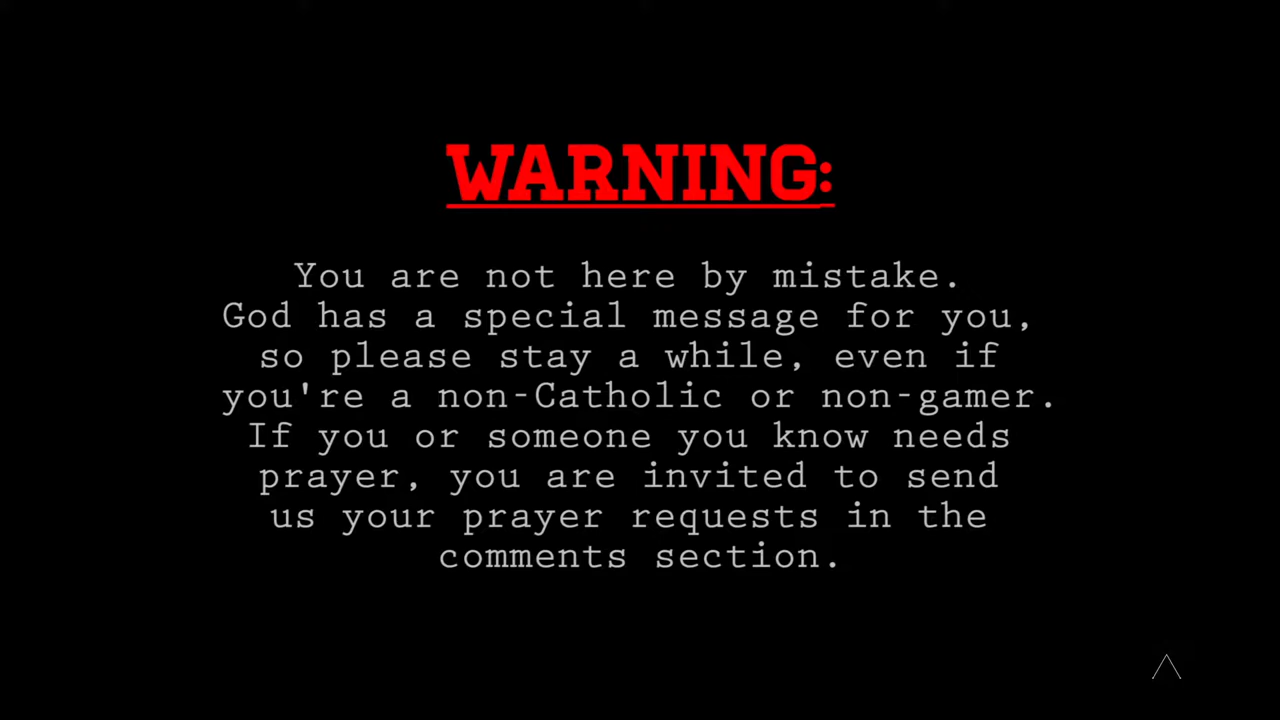 WARNING:
You are not here by mistake.
God has a special message for you,
so please stay a while, even if
you're a non-Catholic or non-gamer.
If you or someone you know needs
prayer, you are invited to send
us your prayer requests in the
comments section.